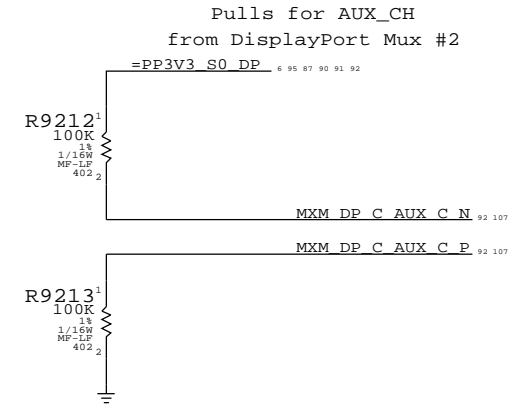 Pulls for AUX_CH
from DisplayPort Mux #2
=PP3V3_S0_DP 6 95 87 90 91 92
R9212 1
100K
1%
1/16W
MF-LF
402 2
MXM_DP_C_AUX_C_N 92 107
MXM_DP_C_AUX_C_P 92 107
R9213 1
100K
1%
1/16W
MF-LF
402 2